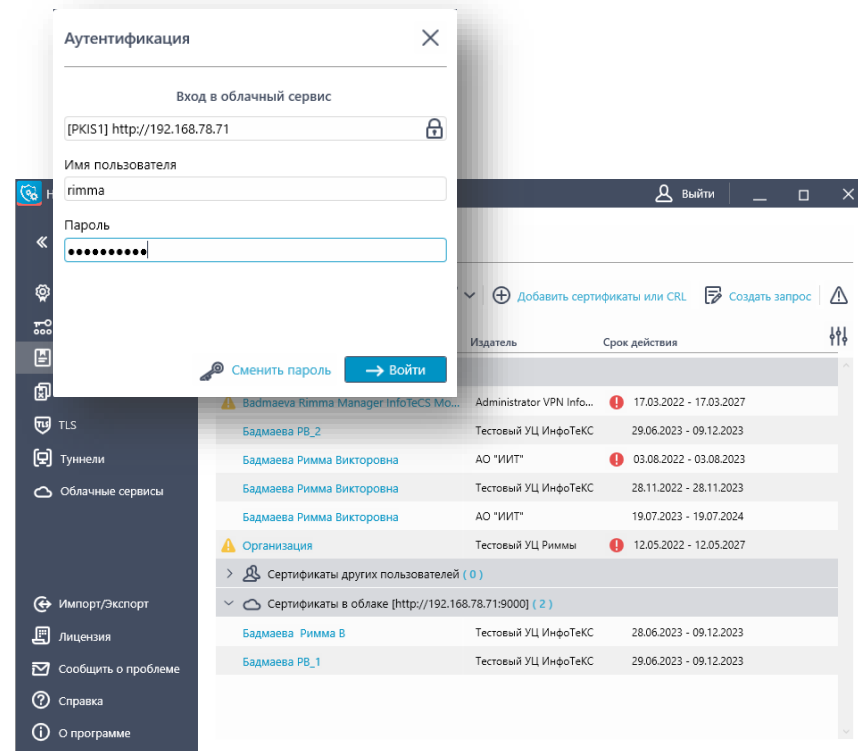 Аутентификация
Вход в облачный сервис
[PKIS1] http://192.168.78.71
Имя пользователя
rimma
Пароль
Сменить пароль
Войти
Выйти
Добавить сертификаты или CRL
Создать запрос
Издатель Срок действия
Badmaeva Rimma Manager InfoTeCS Mo... Administrator VPN Info... 17.03.2022 - 17.03.2027
Бадмаева РВ_2 Тестовый УЦ ИнфоТеКС 29.06.2023 - 09.12.2023
Бадмаева Римма Викторовна АО "ИИТ" 03.08.2022 - 03.08.2023
Бадмаева Римма Викторовна Тестовый УЦ ИнфоТеКС 28.11.2022 - 28.11.2023
Бадмаева Римма Викторовна АО "ИИТ" 19.07.2023 - 19.07.2024
Организация Тестовый УЦ Риммы 12.05.2022 - 12.05.2027
Сертификаты других пользователей ( 0 )
Сертификаты в облаке [http://192.168.78.71:9000] ( 2 )
Бадмаева Римма В Тестовый УЦ ИнфоТеКС 28.06.2023 - 09.12.2023
Бадмаева РВ_1 Тестовый УЦ ИнфоТеКС 29.06.2023 - 09.12.2023
TLS
Туннели
Облачные сервисы
Импорт/Экспорт
Лицензия
Сообщить о проблеме
Справка
О программе